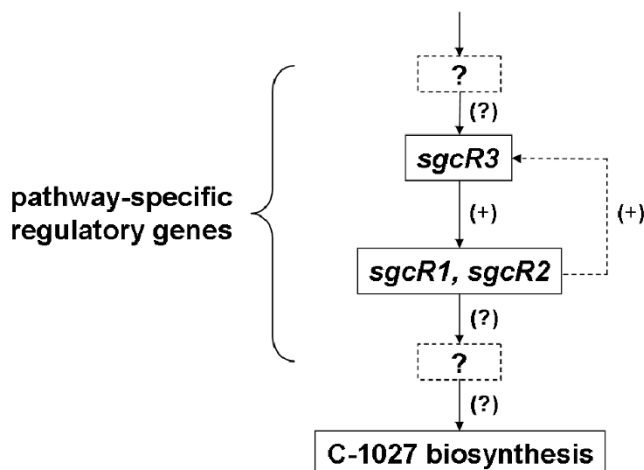 ?
(?)
sgcR3
pathway-specific
regulatory genes
(+)
(+)
sgcR1, sgcR2
(?)
?
(?)
C-1027 biosynthesis